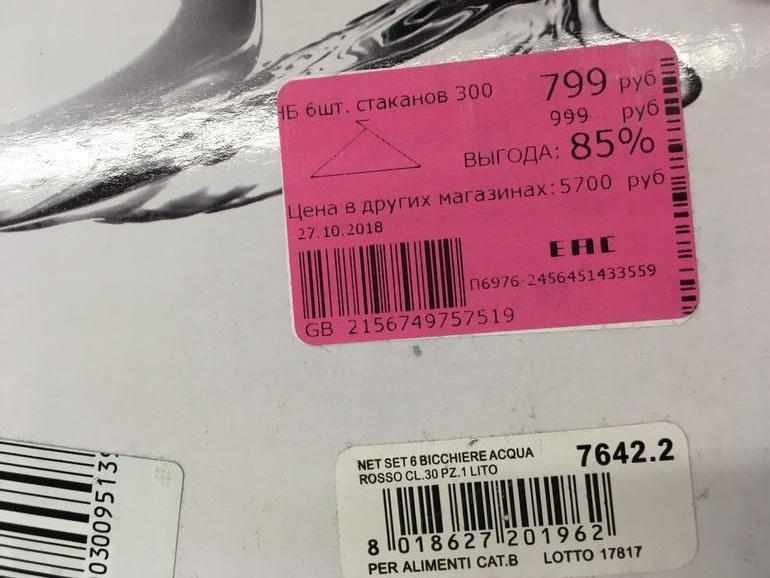 НБ 6шт. стаканов 300 799 руб
999 руб
ВЫГОДА: 85%
Цена в других магазинах: 5700 руб
27.10.2018
EAC
П6976-2456451433559
GB 2156749757519
03009513
NET SET 6 BICCHIERE ACQUA 7642.2
ROSSO CL.30 PZ.1 LITO
8 018627 201962
PER ALIMENTI CAT.B LOTTO 17817